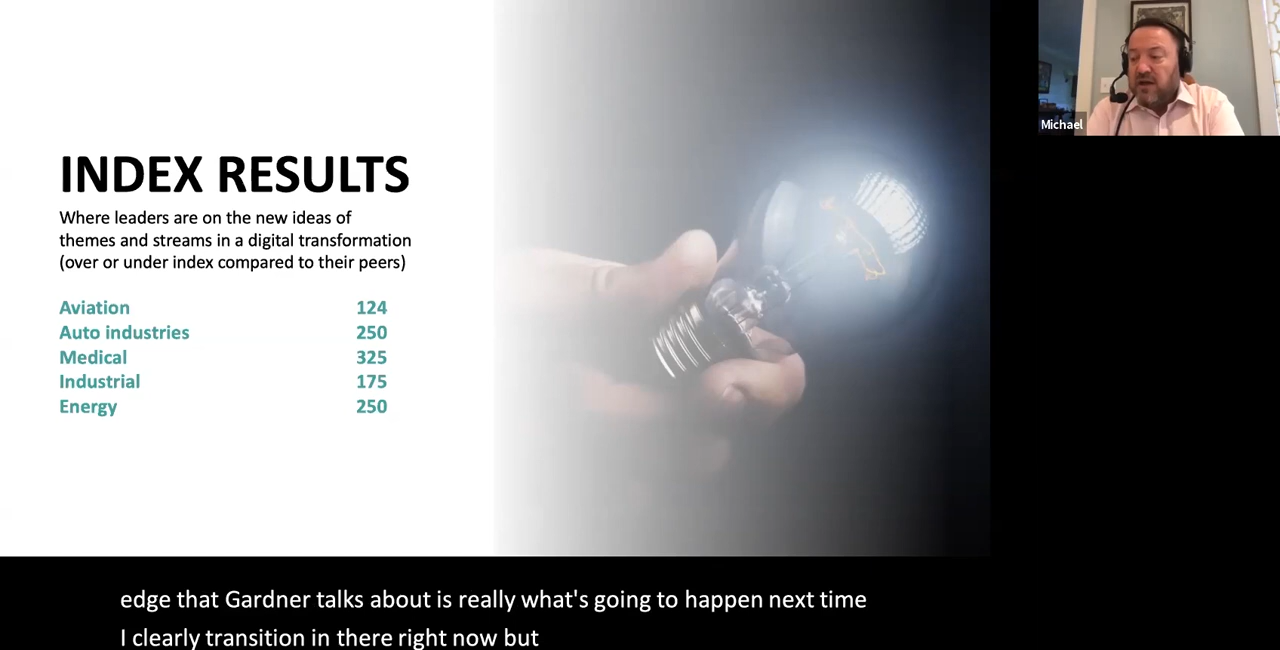 INDEX RESULTS
Where leaders are on the new ideas of
themes and streams in a digital transformation
(over or under index compared to their peers)
Aviation 124
Auto industries 250
Medical 325
Industrial 175
Energy 250
Michael
edge that Gardner talks about is really what's going to happen next time
I clearly transition in there right now but